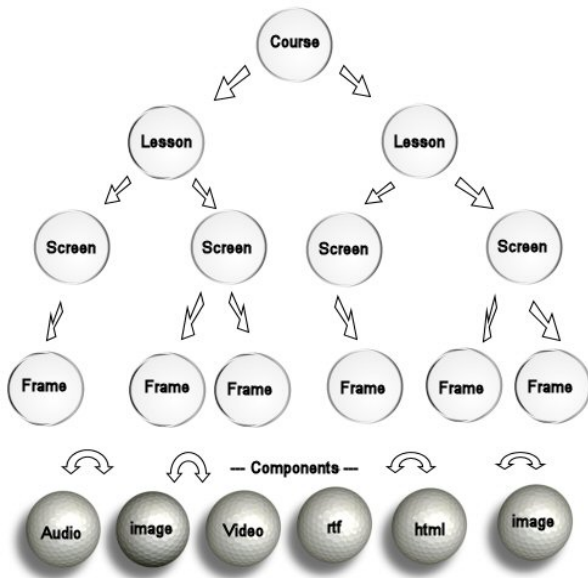 Course
Lesson Lesson
Screen Screen Screen Screen
Frame Frame Frame Frame Frame Frame
--- Components ---
Audio image Video rtf html image